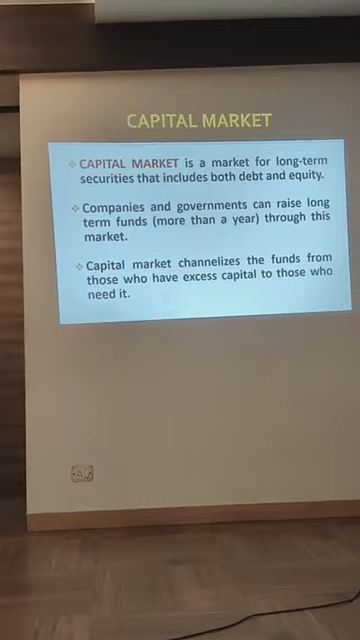 CAPITAL MARKET
CAPITAL MARKET is a market for long-term
securities that includes both debt and equity.
Companies and governments can raise long
term funds (more than a year) through this
market.
Capital market channelizes the funds from
those who have excess capital to those who
need it.